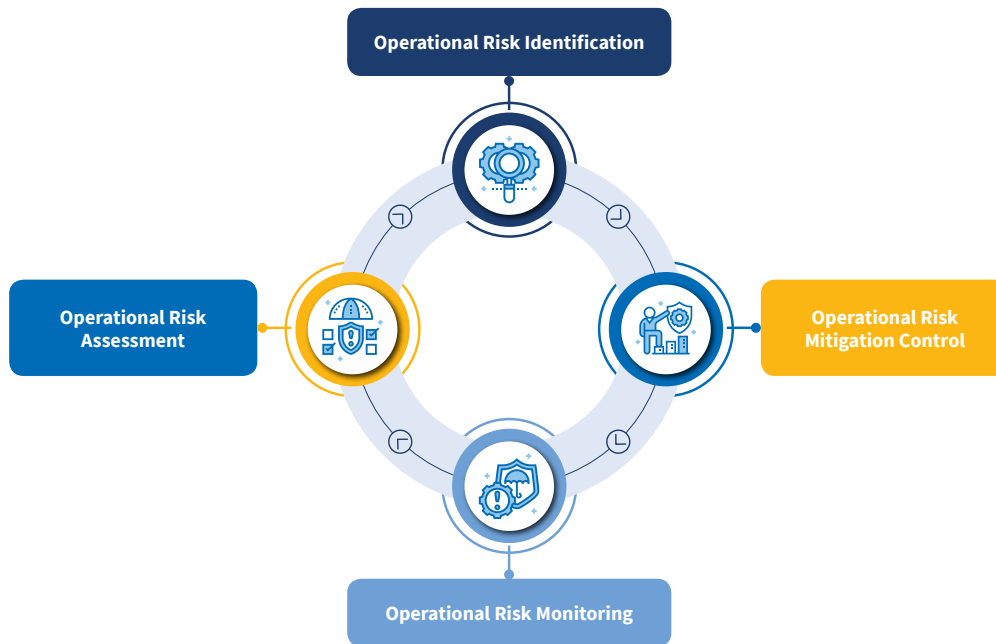 Operational Risk Identification
Operational Risk
Assessment
Operational Risk
Mitigation Control
Operational Risk Monitoring